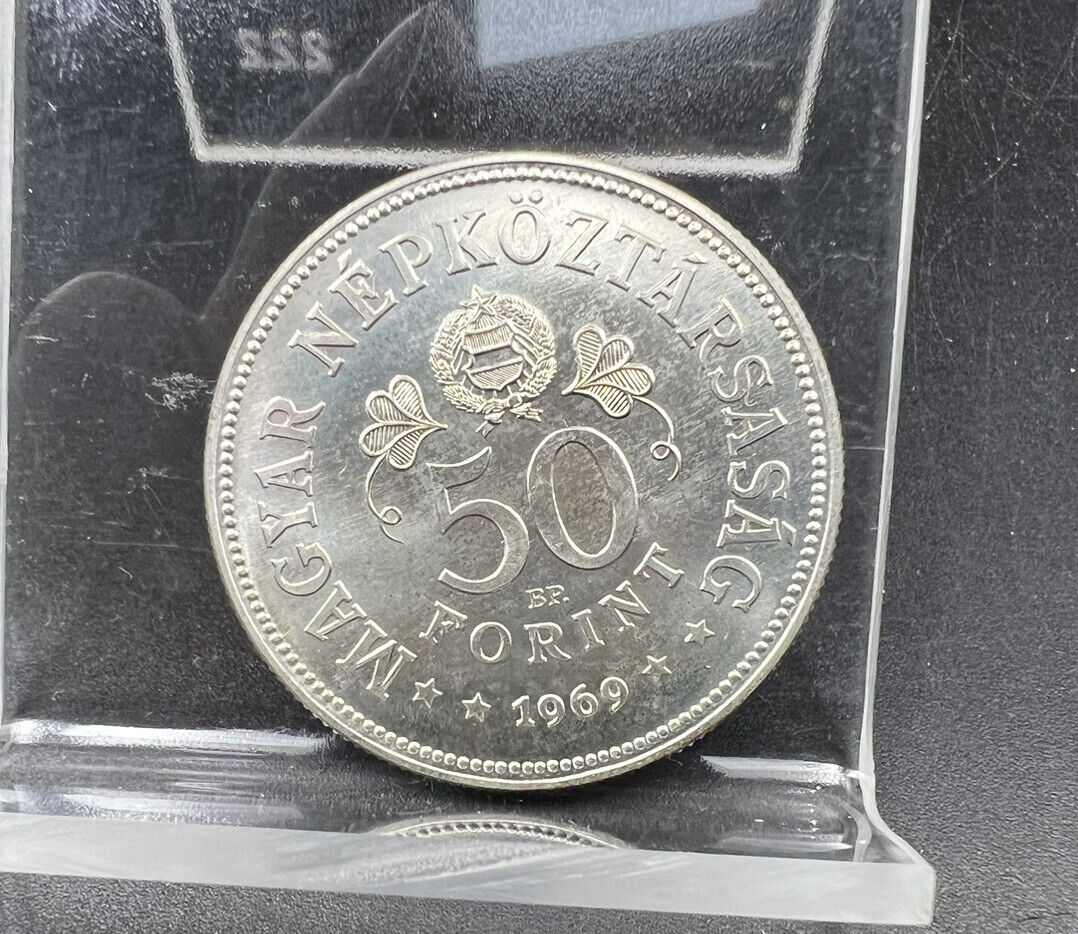 MAGYAR NÉPKÖZTÁRSASÁG
50
BP.
FORINT
1969